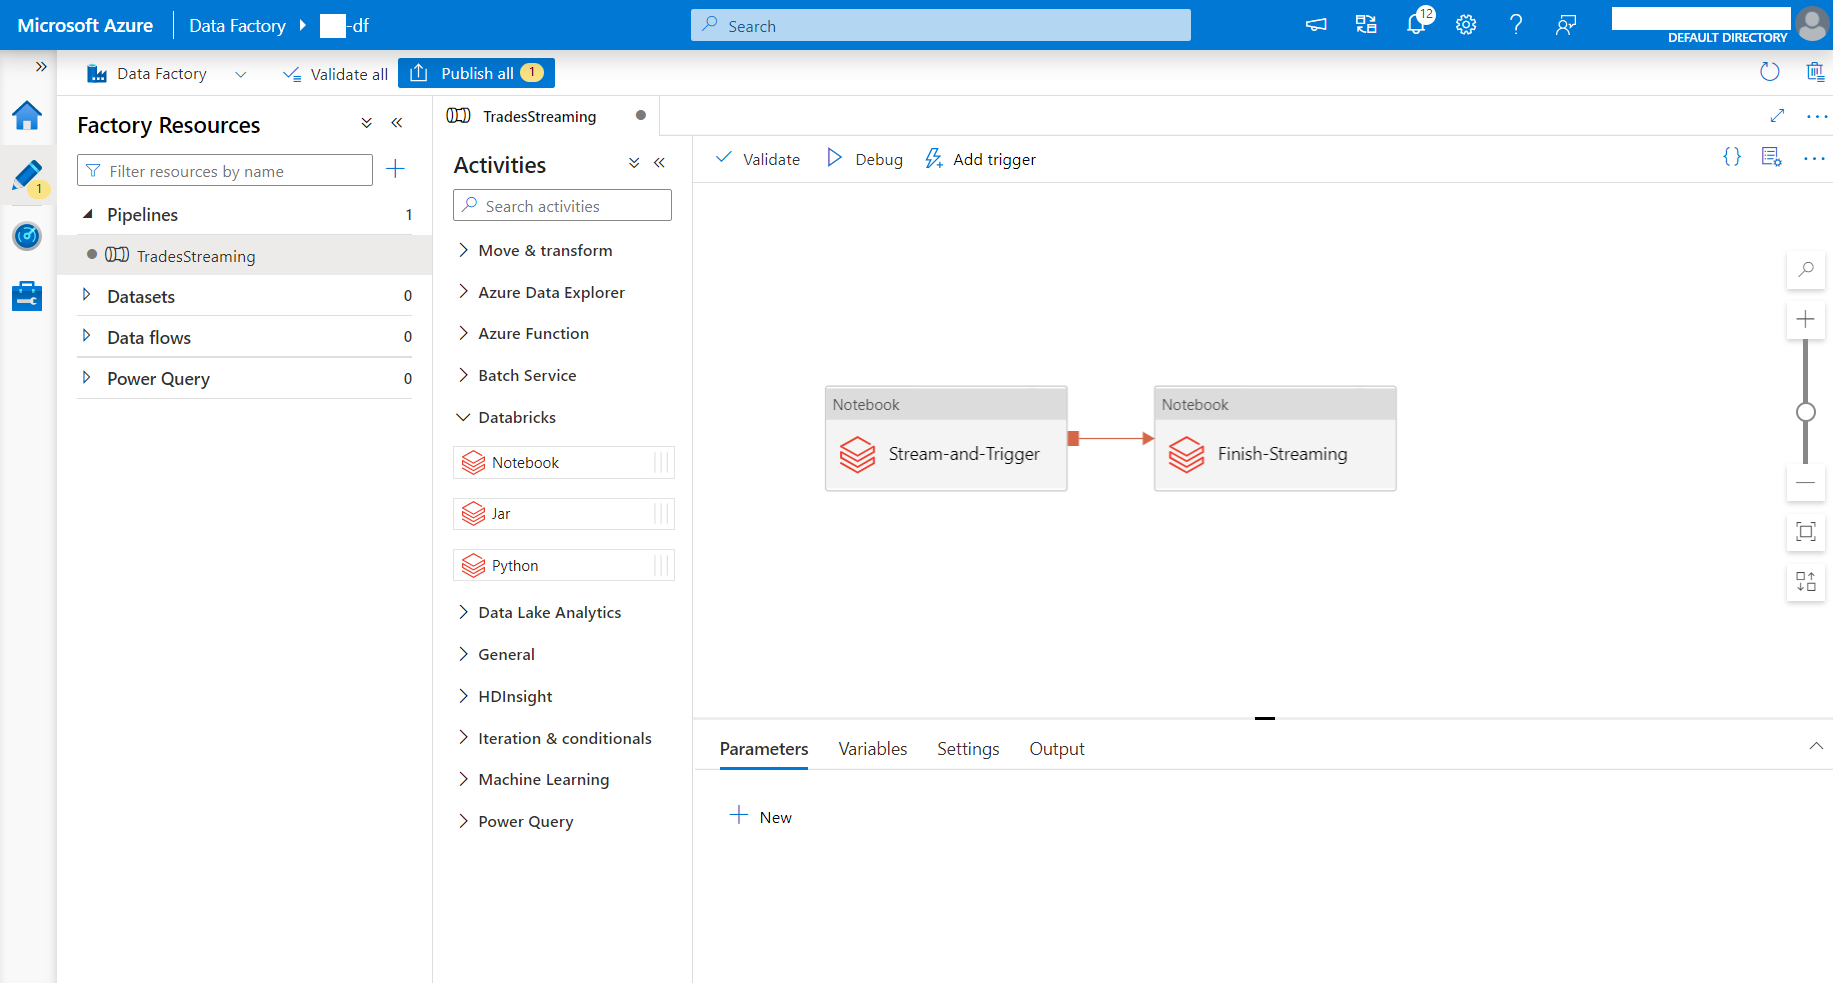 Microsoft Azure
Data Factory
-df
Search
12
DEFAULT DIRECTORY
Data Factory
Validate all
Publish all
1
1
Factory Resources
Filter resources by name
Pipelines
1
TradesStreaming
Datasets
0
Data flows
0
Power Query
0
TradesStreaming
Activities
Search activities
Move & transform
Azure Data Explorer
Azure Function
Batch Service
Databricks
Notebook
Jar
Python
Data Lake Analytics
General
HDInsight
Iteration & conditionals
Machine Learning
Power Query
Validate
Debug
Add trigger
{}
Notebook
Stream-and-Trigger
Notebook
Finish-Streaming
Parameters
Variables
Settings
Output
New